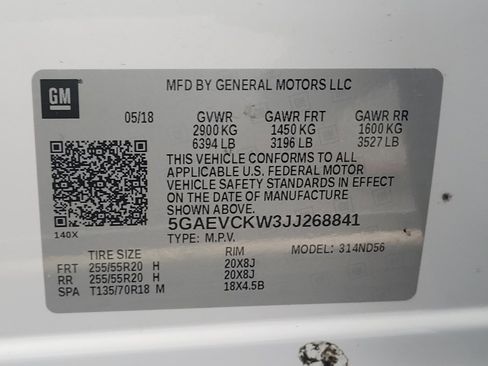 GM
MFD BY GENERAL MOTORS LLC
05/18 GVWR GAWR FRT GAWR RR
2900 KG 1450 KG 1600 KG
6394 LB 3196 LB 3527 LB
THIS VEHICLE CONFORMS TO ALL
APPLICABLE U.S. FEDERAL MOTOR
VEHICLE SAFETY STANDARDS IN EFFECT
ON THE DATE OF MANUFACTURE
SHOWN ABOVE.
5GAEVCKW3JJ268841
140X
TYPE: M.P.V. MODEL: 314ND56
TIRE SIZE RIM
FRT 255/55R20 H 20X8J
RR 255/55R20 H 20X8J
SPA T135/70R18 M 18X4.5B